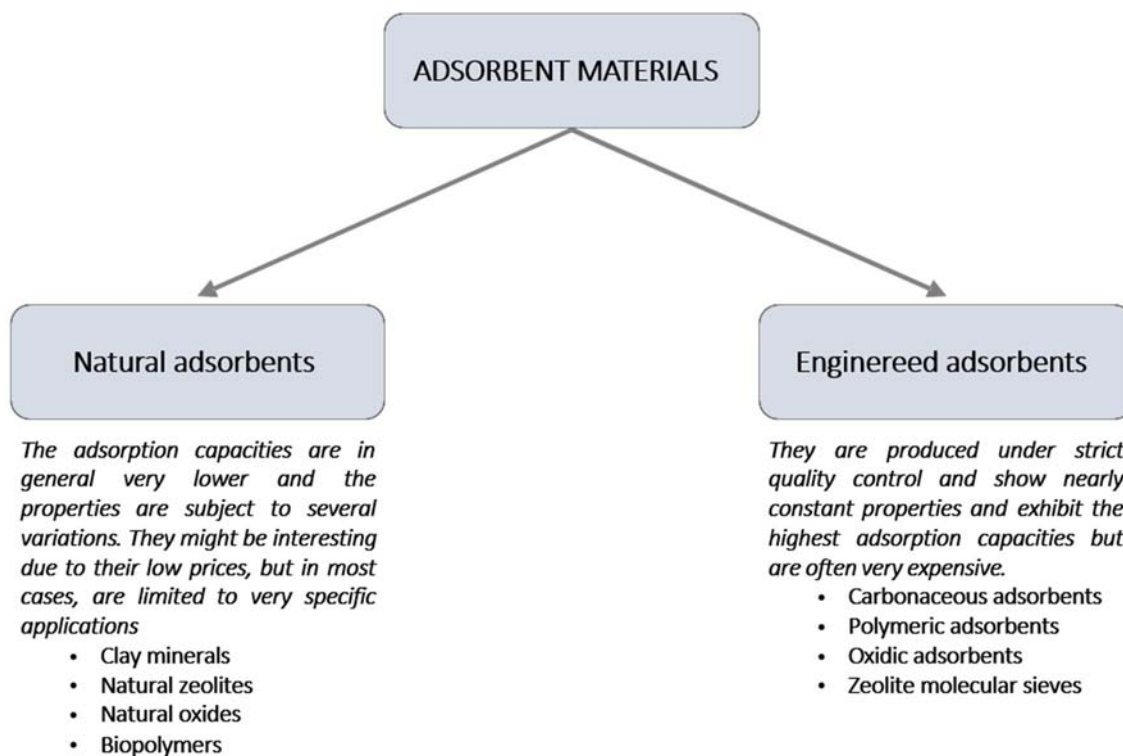 ADSORBENT MATERIALS
Natural adsorbents
The adsorption capacities are in
general very lower and the
properties are subject to several
variations. They might be interesting
due to their low prices, but in most
cases, are limited to very specific
applications
• Clay minerals
• Natural zeolites
• Natural oxides
• Biopolymers
Enginereed adsorbents
They are produced under strict
quality control and show nearly
constant properties and exhibit the
highest adsorption capacities but
are often very expensive.
• Carbonaceous adsorbents
• Polymeric adsorbents
• Oxidic adsorbents
• Zeolite molecular sieves